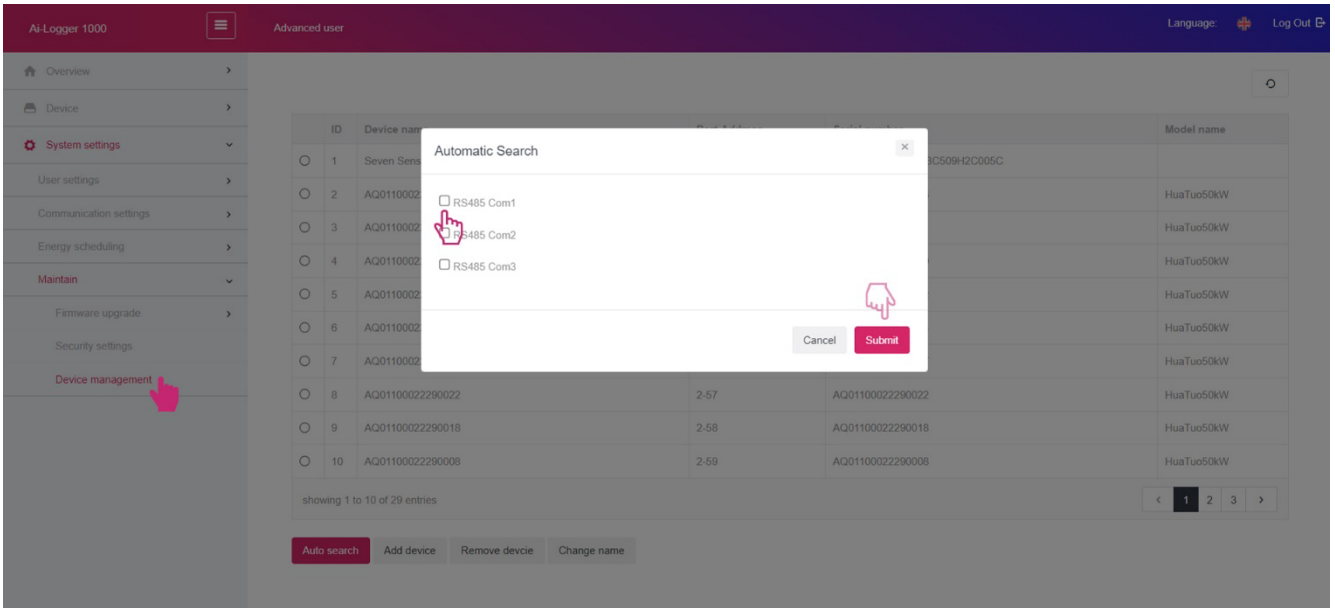 Ai-Logger 1000
Advanced user
Language:
Log Out
Overview
Device
System settings
User settings
Communication settings
Energy scheduling
Maintain
Firmware upgrade
Security settings
Device management
ID Device name Model name
1 Seven Sens 3C509H2C005C
2 AQ0110002 HuaTuo50kW
3 AQ0110002 HuaTuo50kW
4 AQ0110002 HuaTuo50kW
5 AQ0110002 HuaTuo50kW
6 AQ0110002 HuaTuo50kW
7 AQ0110002 HuaTuo50kW
8 AQ01100022290022 2-57 AQ01100022290022 HuaTuo50kW
9 AQ01100022290018 2-58 AQ01100022290018 HuaTuo50kW
10 AQ01100022290008 2-59 AQ01100022290008 HuaTuo50kW
showing 1 to 10 of 29 entries
< 1 2 3 >
Auto search Add device Remove devcie Change name
Automatic Search
RS485 Com1
RS485 Com2
RS485 Com3
Cancel Submit